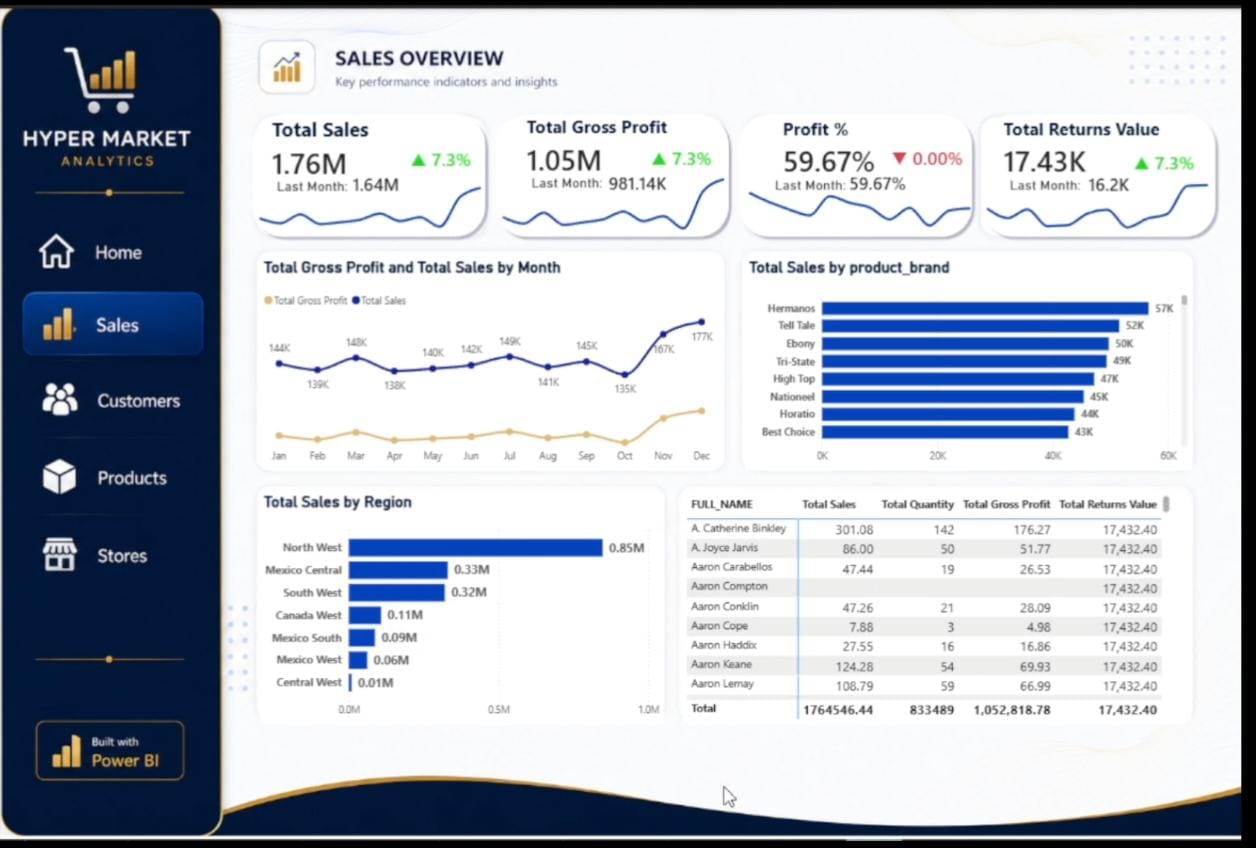 HYPER MARKET
ANALYTICS
Home
Sales
Customers
Products
Stores
Built with
Power BI
SALES OVERVIEW
Key performance indicators and insights
Total Sales
1.76M ▲ 7.3%
Last Month: 1.64M
Total Gross Profit
1.05M ▲ 7.3%
Last Month: 981.14K
Profit %
59.67% ▼ 0.00%
Last Month: 59.67%
Total Returns Value
17.43K ▲ 7.3%
Last Month: 16.2K
Total Gross Profit and Total Sales by Month
Total Gross Profit Total Sales
144K 139K 148K 138K 140K 142K 149K 141K 145K 135K 167K 177K
Jan Feb Mar Apr May Jun Jul Aug Sep Oct Nov Dec
Total Sales by product_brand
Hermanos 57K
Tell Tale 52K
Ebony 50K
Tri-State 49K
High Top 47K
Nationeel 45K
Horatio 44K
Best Choice 43K
0K 20K 40K 60K
Total Sales by Region
North West 0.85M
Mexico Central 0.33M
South West 0.32M
Canada West 0.11M
Mexico South 0.09M
Mexico West 0.06M
Central West 0.01M
0.0M 0.5M 1.0M
FULL_NAME Total Sales Total Quantity Total Gross Profit Total Returns Value
A. Catherine Binkley 301.08 142 176.27 17,432.40
A. Joyce Jarvis 86.00 50 51.77 17,432.40
Aaron Carabellos 47.44 19 26.53 17,432.40
Aaron Compton 17,432.40
Aaron Conklin 47.26 21 28.09 17,432.40
Aaron Cope 7.88 3 4.98 17,432.40
Aaron Haddix 27.55 16 16.86 17,432.40
Aaron Keane 124.28 54 69.93 17,432.40
Aaron Lemay 108.79 59 66.99 17,432.40
Total 1764546.44 833489 1,052,818.78 17,432.40